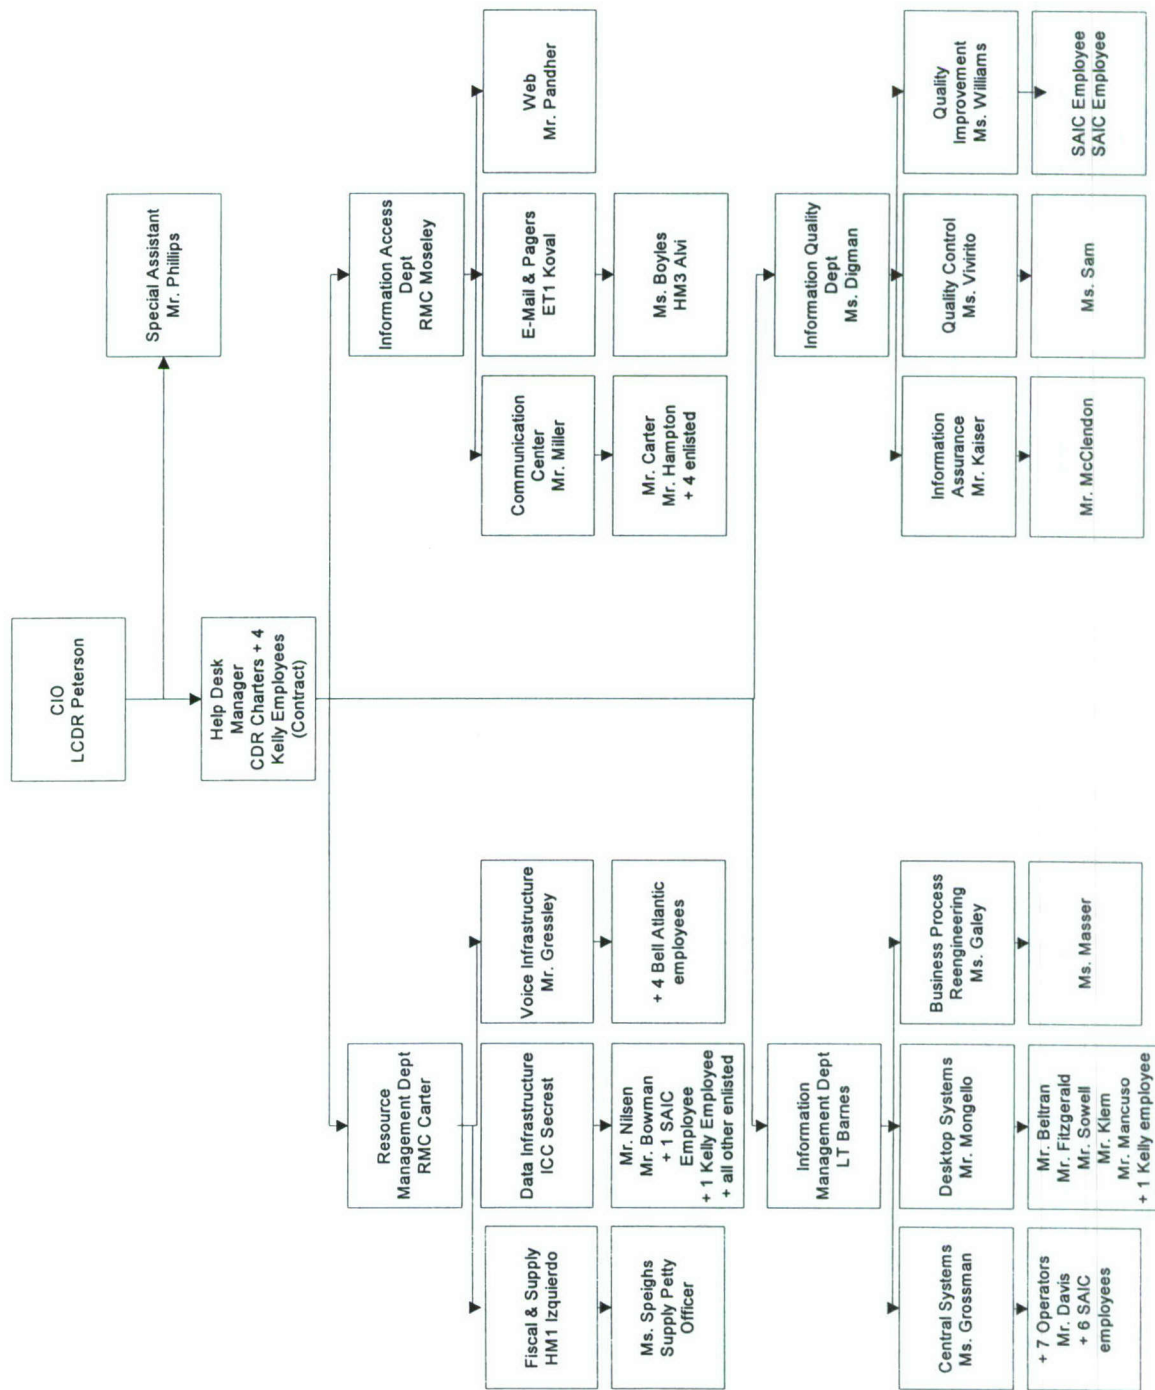 CIO
LCDR Peterson
Special Assistant
Mr. Phillips
Help Desk
Manager
CDR Charters + 4
Kelly Employees
(Contract)
Resource
Management Dept
RMC Carter
Information Access
Dept
RMC Moseley
Fiscal & Supply
HM1 Izquierdo
Data Infrastructure
ICC Secrest
Voice Infrastructure
Mr. Gressley
Communication
Center
Mr. Miller
E-Mail & Pagers
ET1 Koval
Web
Mr. Pandher
Ms. Speighs
Supply Petty
Officer
Mr. Nilsen
Mr. Bowman
+ 1 SAIC
Employee
+ 1 Kelly Employee
+ all other enlisted
+ 4 Bell Atlantic
employees
Mr. Carter
Mr. Hampton
+ 4 enlisted
Ms. Boyles
HM3 Alvi
Information
Management Dept
LT Barnes
Information Quality
Dept
Ms. Digman
Central Systems
Ms. Grossman
Desktop Systems
Mr. Mongello
Business Process
Reengineering
Ms. Galey
Information
Assurance
Mr. Kaiser
Quality Control
Ms. Vivirito
Quality
Improvement
Ms. Williams
+ 7 Operators
Mr. Davis
+ 6 SAIC
employees
Mr. Beltran
Mr. Fitzgerald
Mr. Sowell
Mr. Klem
Mr. Mancuso
+ 1 Kelly employee
Ms. Masser
Mr. McClendon
Ms. Sam
SAIC Employee
SAIC Employee